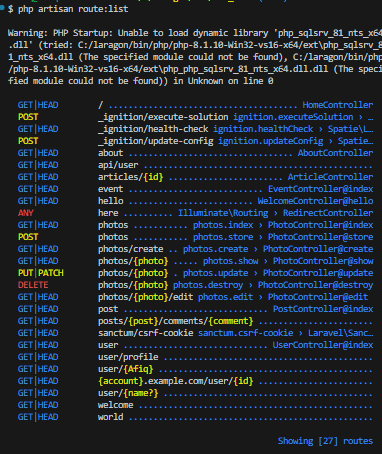 $ php artisan route:list
Warning: PHP Startup: Unable to load dynamic library 'php_sqlsrv_81_nts_x64
.dll' (tried: C:/laragon/bin/php/php-8.1.10-Win32-vs16-x64/ext\php_sqlsrv_8
1_nts_x64 (The specified module could not be found), C:/laragon/bin/php
/php-8.1.10-Win32-vs16-x64/ext\php_php_sqlsrv_81_nts_x64.dll.dll (The speci
fied module could not be found)) in Unknown on line 0
GET|HEAD / ................................ HomeController
POST _ignition/execute-solution ignition.executeSolution ›
GET|HEAD _ignition/health-check ignition.healthCheck › Spatie\L…
POST _ignition/update-config ignition.updateConfig › Spatie…
GET|HEAD about ................................ AboutController
GET|HEAD api/user ................................
GET|HEAD articles/{id} ..................... ArticleController
GET|HEAD event ......................... EventController@index
GET|HEAD hello ....................... WelcomeController@hello
ANY here .......... Illuminate\Routing › RedirectController
GET|HEAD photos ........... photos.index › PhotoController@index
POST photos .......... photos.store › PhotoController@store
GET|HEAD photos/create .. photos.create › PhotoController@create
GET|HEAD photos/{photo} ..... photos.show › PhotoController@show
PUT|PATCH photos/{photo} . photos.update › PhotoController@update
DELETE photos/{photo} photos.destroy › PhotoController@destroy
GET|HEAD photos/{photo}/edit photos.edit › PhotoController@edit
GET|HEAD post .......................... PostController@index
GET|HEAD posts/{post}/comments/{comment} ....................
GET|HEAD sanctum/csrf-cookie sanctum.csrf-cookie › Laravel\Sanc…
GET|HEAD user .......................... UserController@index
GET|HEAD user/profile ................................
GET|HEAD user/{Afiq} ................................
GET|HEAD {account}.example.com/user/{id} ....................
GET|HEAD user/{name?} ................................
GET|HEAD welcome ................................
GET|HEAD world ................................
Showing [27] routes